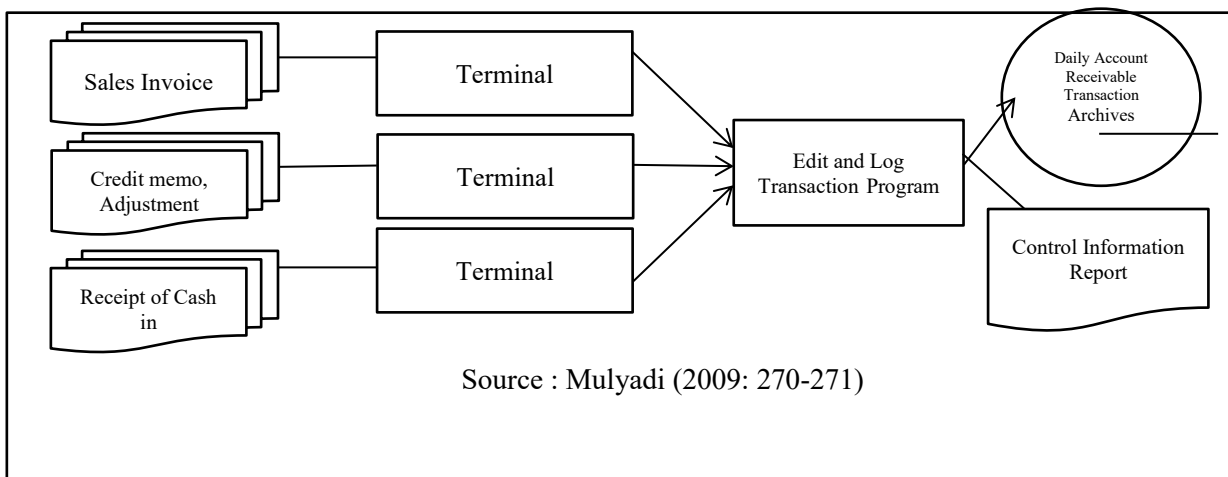 Sales Invoice
Terminal
Daily Account
Receivable
Transaction
Archives
Credit memo,
Adjustment
Terminal
Edit and Log
Transaction Program
Receipt of Cash
in
Terminal
Control Information
Report
Source : Mulyadi (2009: 270-271)